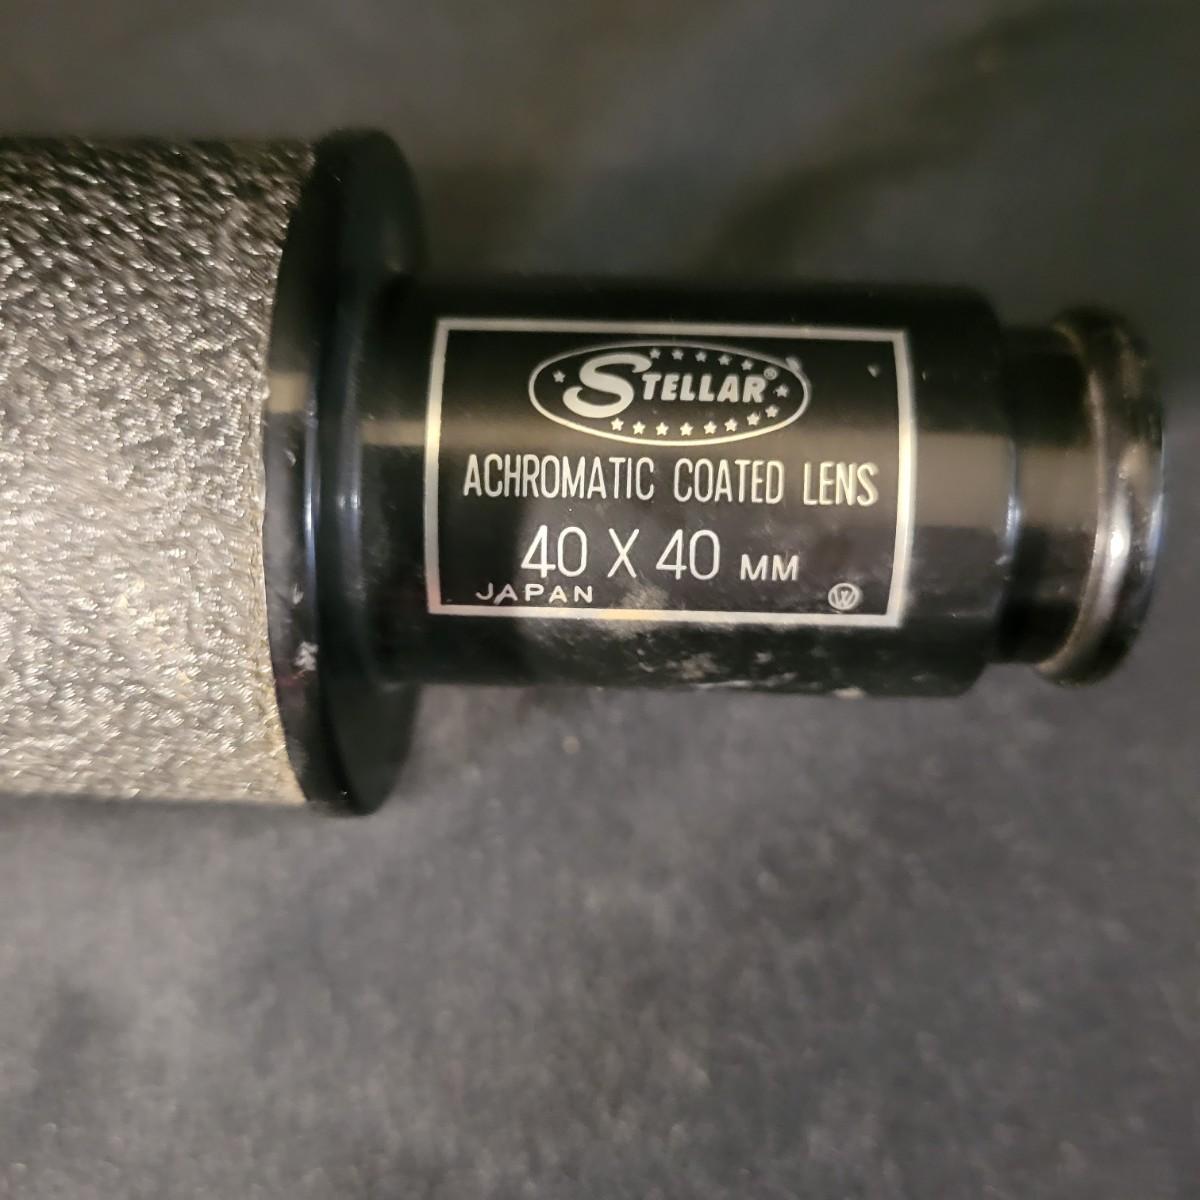 STELLAR®
ACHROMATIC COATED LENS
40 X 40 MM
JAPAN
W